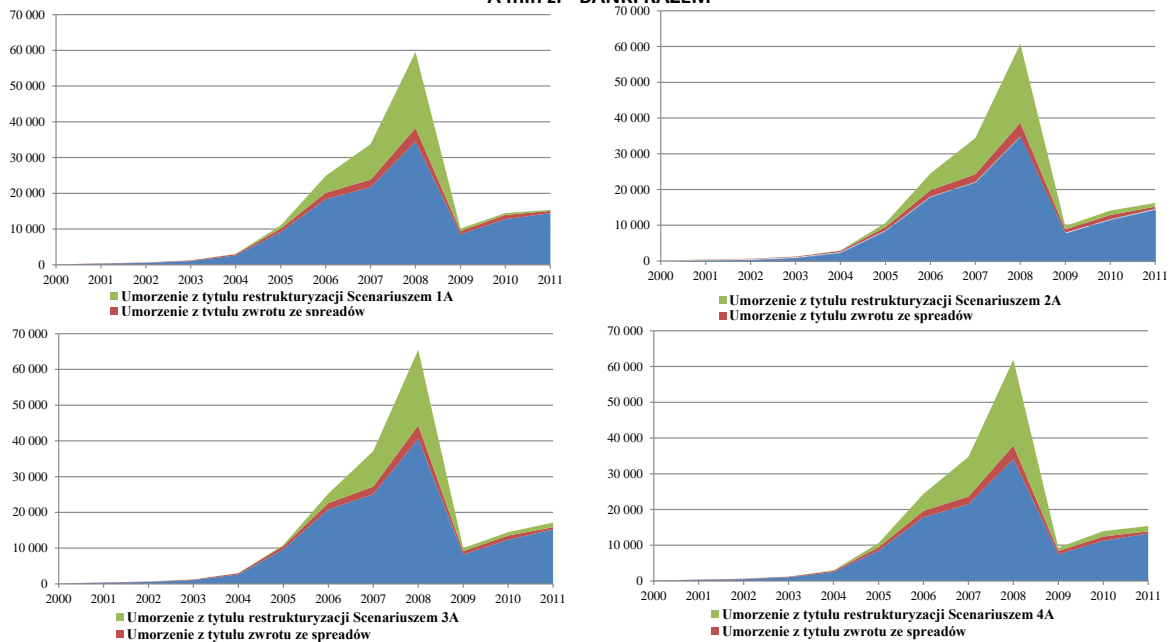 A mln zł - BANKI RAZEM
70 000
60 000
50 000
40 000
30 000
20 000
10 000
0
2000 2001 2002 2003 2004 2005 2006 2007 2008 2009 2010 2011
Umorzenie z tytułu restrukturyzacji Scenariuszem 1A
Umorzenie z tytułu zwrotu ze spreadów
70 000
60 000
50 000
40 000
30 000
20 000
10 000
0
2000 2001 2002 2003 2004 2005 2006 2007 2008 2009 2010 2011
Umorzenie z tytułu restrukturyzacji Scenariuszem 2A
Umorzenie z tytułu zwrotu ze spreadów
70 000
60 000
50 000
40 000
30 000
20 000
10 000
0
2000 2001 2002 2003 2004 2005 2006 2007 2008 2009 2010 2011
Umorzenie z tytułu restrukturyzacji Scenariuszem 3A
Umorzenie z tytułu zwrotu ze spreadów
70 000
60 000
50 000
40 000
30 000
20 000
10 000
0
2000 2001 2002 2003 2004 2005 2006 2007 2008 2009 2010 2011
Umorzenie z tytułu restrukturyzacji Scenariuszem 4A
Umorzenie z tytułu zwrotu ze spreadów